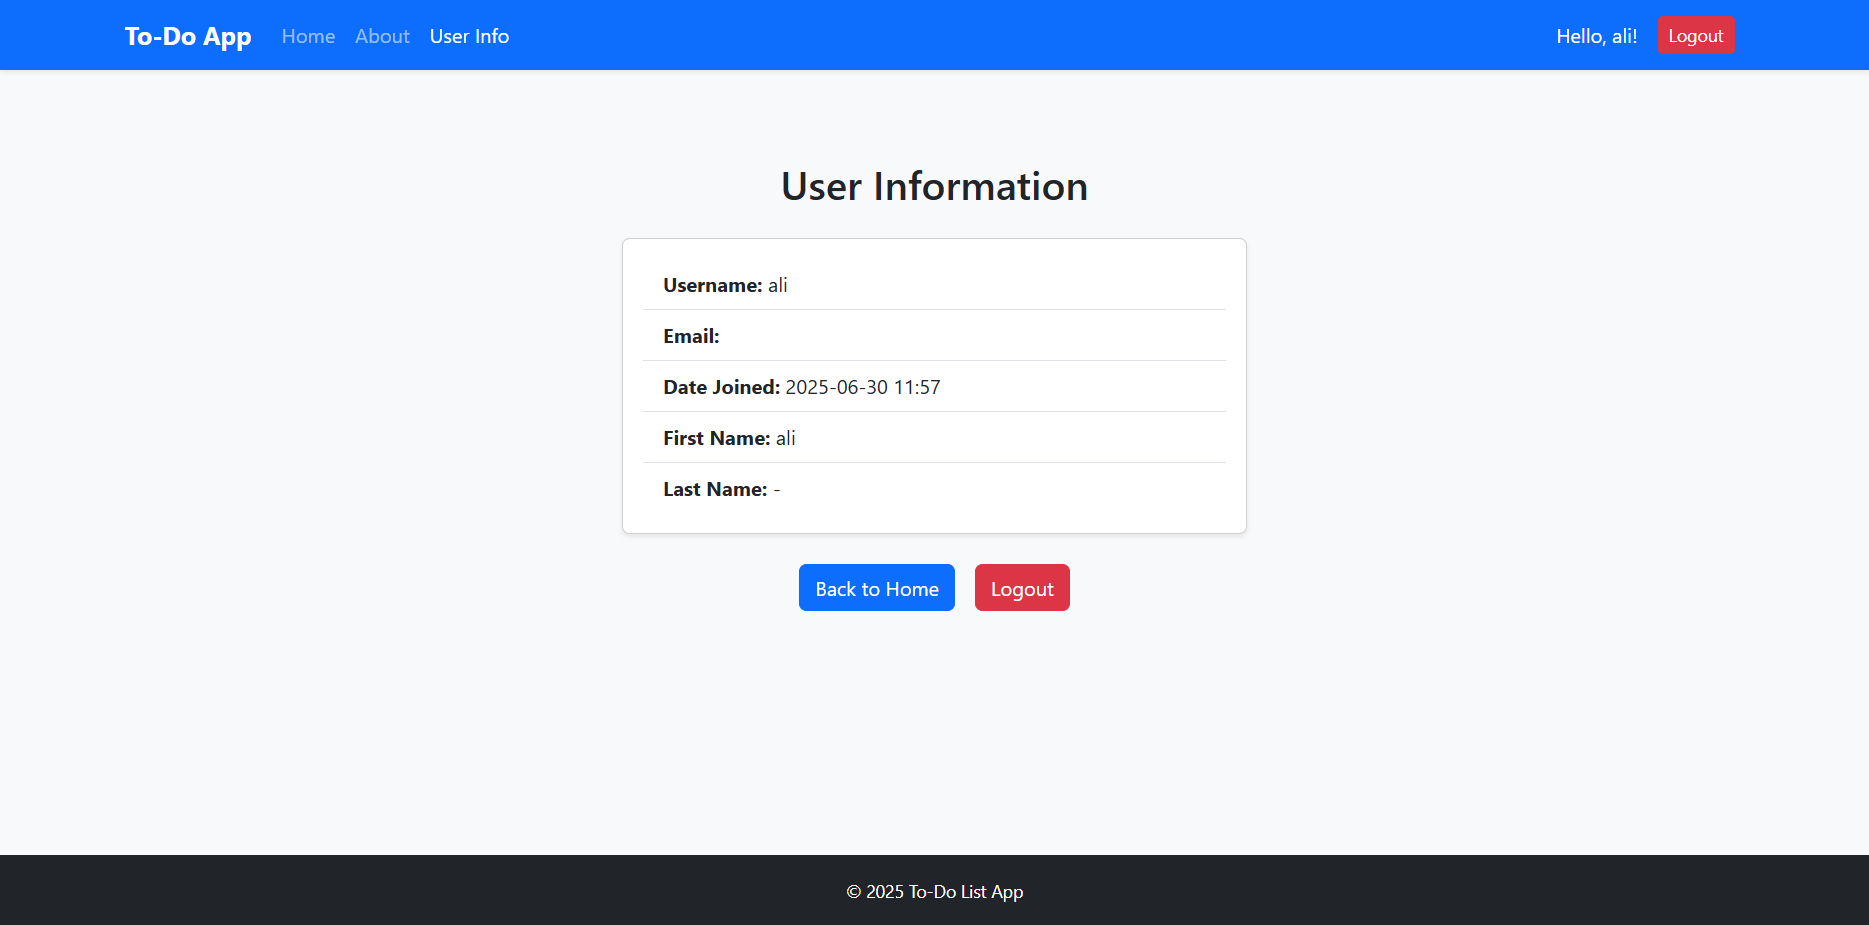 To-Do App Home About User Info Hello, ali! Logout
User Information
Username: ali
Email:
Date Joined: 2025-06-30 11:57
First Name: ali
Last Name: -
Back to Home Logout
© 2025 To-Do List App